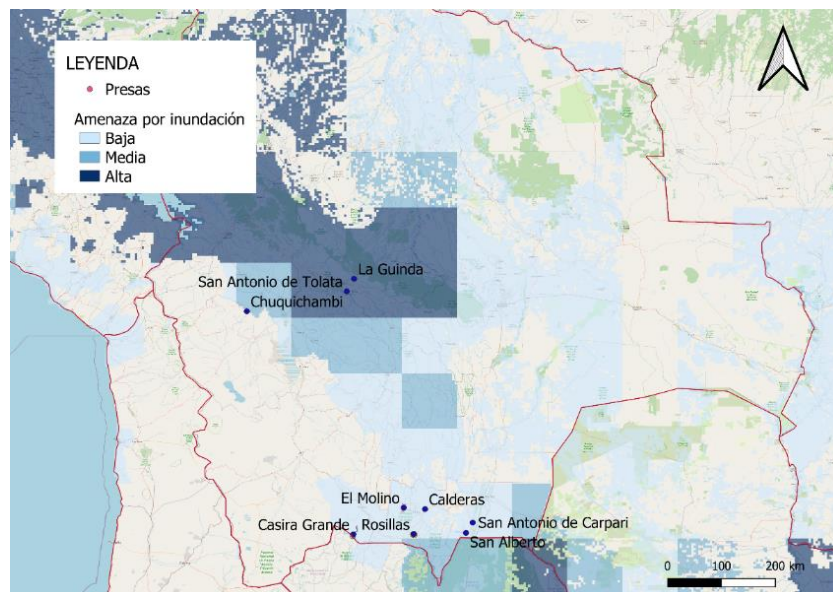 LEYENDA
Presas
Amenaza por inundación
Baja
Media
Alta
La Guinda
San Antonio de Tolata
Chuquichambi
El Molino
Calderas
Casira Grande
Rosillas
San Antonio de Carpari
San Alberto
0 100 200 km